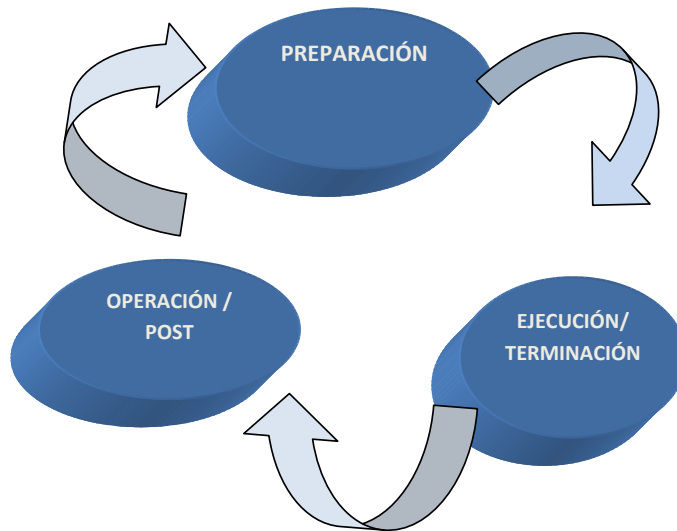 PREPARACIÓN
OPERACIÓN /
POST
EJECUCIÓN/
TERMINACIÓN